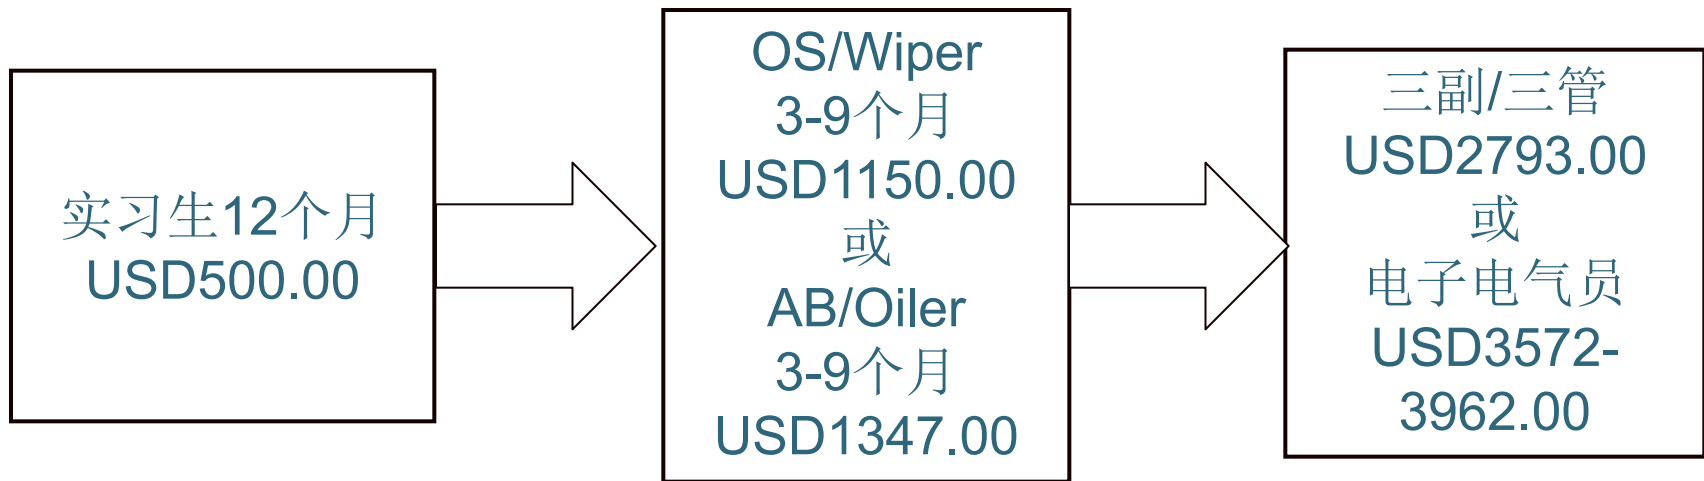 实习生12个月
USD500.00
OS/Wiper
3-9个月
USD1150.00
或
AB/Oiler
3-9个月
USD1347.00
三副/三管
USD2793.00
或
电子电气员
USD3572-
3962.00